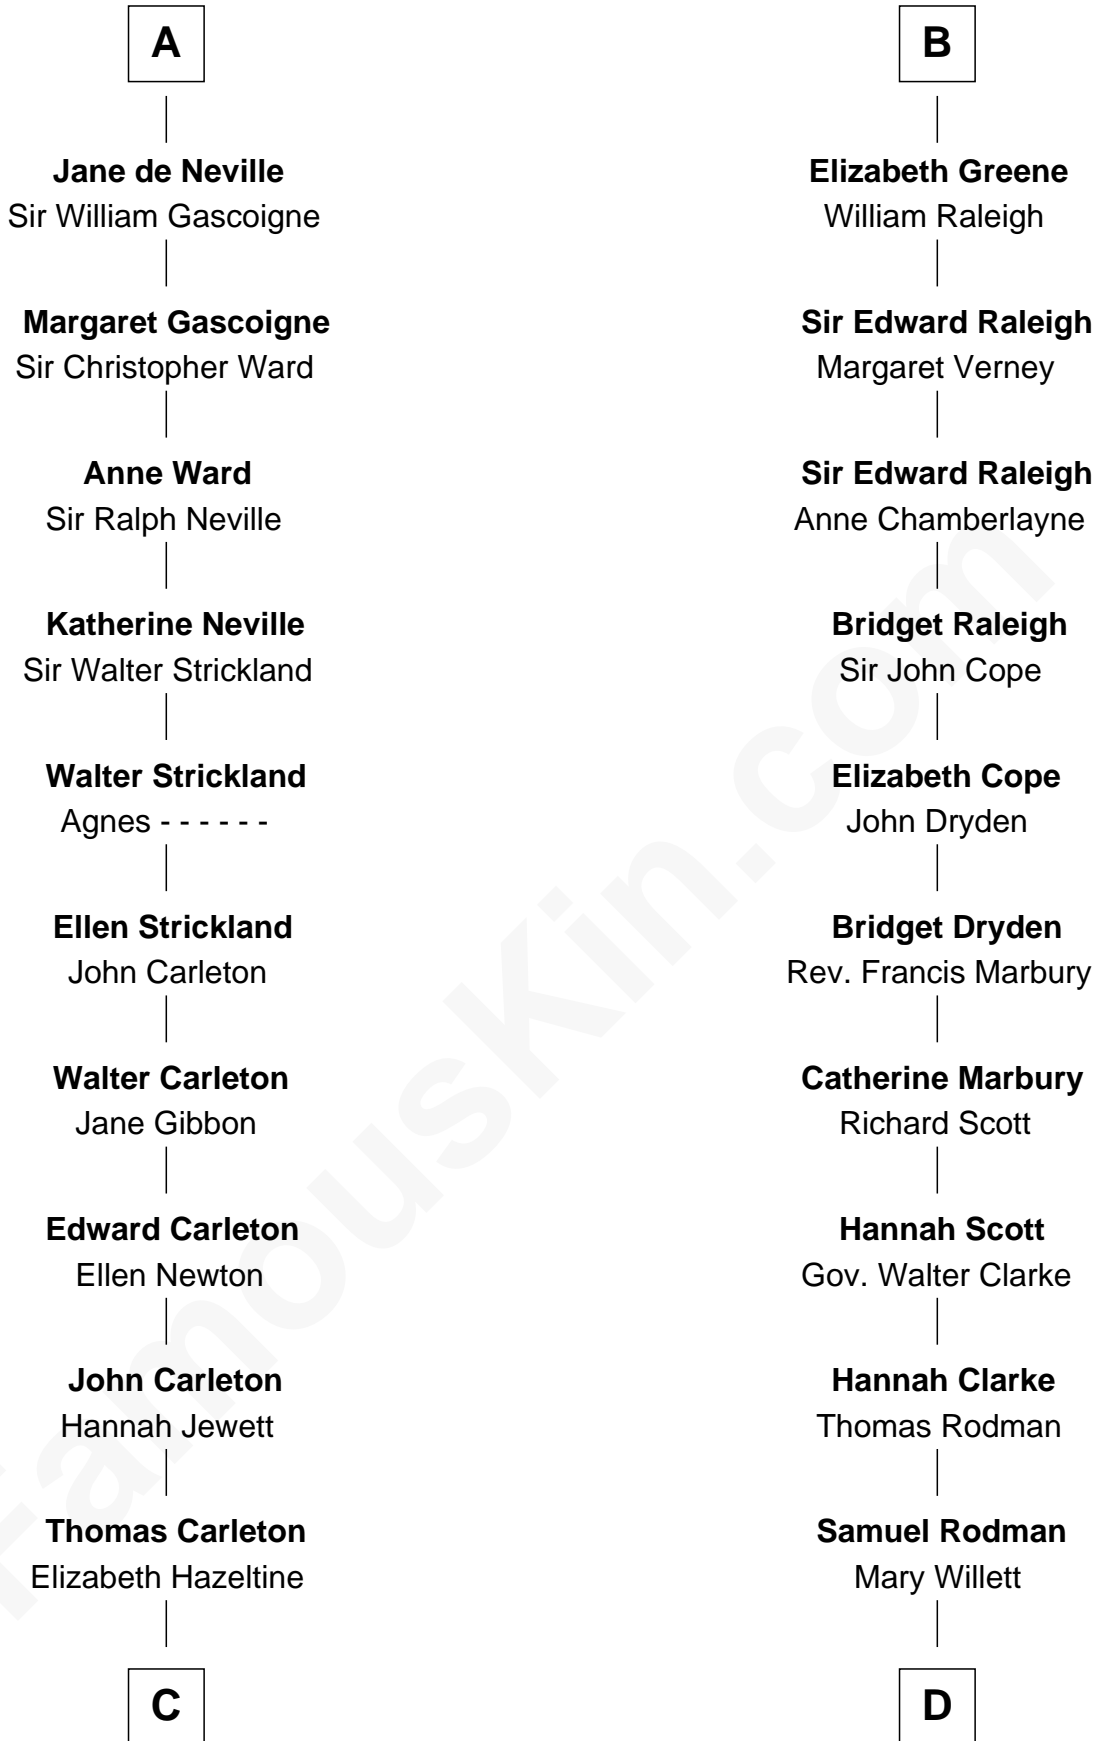 A
Jane de Neville
Sir William Gascoigne
Margaret Gascoigne
Sir Christopher Ward
Anne Ward
Sir Ralph Neville
Katherine Neville
Sir Walter Strickland
Walter Strickland
Agnes - - - - - -
Ellen Strickland
John Carleton
Walter Carleton
Jane Gibbon
Edward Carleton
Ellen Newton
John Carleton
Hannah Jewett
Thomas Carleton
Elizabeth Hazeltine
C
B
Elizabeth Greene
William Raleigh
Sir Edward Raleigh
Margaret Verney
Sir Edward Raleigh
Anne Chamberlayne
Bridget Raleigh
Sir John Cope
Elizabeth Cope
John Dryden
Bridget Dryden
Rev. Francis Marbury
Catherine Marbury
Richard Scott
Hannah Scott
Gov. Walter Clarke
Hannah Clarke
Thomas Rodman
Samuel Rodman
Mary Willett
D
FamousKin.com